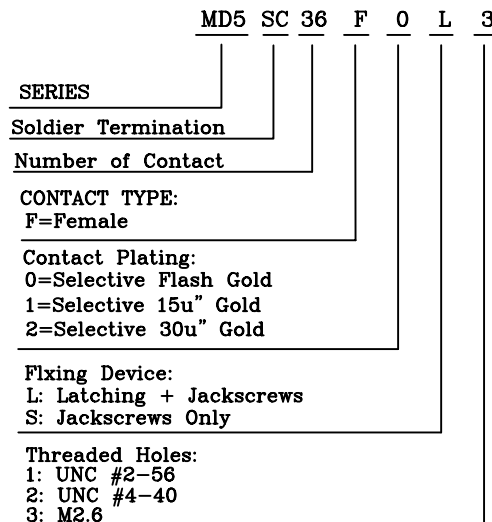 MD5 SC 36 F 0 L 3
SERIES
Soldier Termination
Number of Contact
CONTACT TYPE:
F=Female
Contact Plating:
0=Selective Flash Gold
1=Selective 15u" Gold
2=Selective 30u" Gold
FIxing Device:
L: Latching + Jackscrews
S: Jackscrews Only
Threaded Holes:
1: UNC #2-56
2: UNC #4-40
3: M2.6